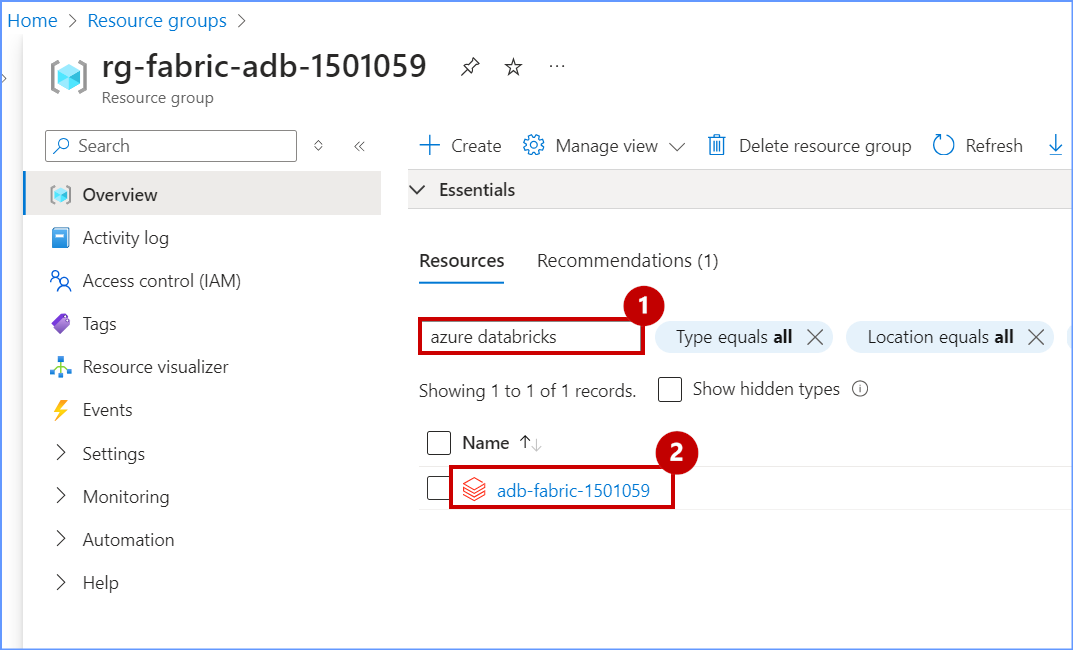 Home > Resource groups >
rg-fabric-adb-1501059
Resource group
Search
Overview
Activity log
Access control (IAM)
Tags
Resource visualizer
Events
Settings
Monitoring
Automation
Help
Create Manage view Delete resource group Refresh
Essentials
Resources Recommendations (1)
1
azure databricks Type equals all Location equals all
Showing 1 to 1 of 1 records. Show hidden types
Name
2
adb-fabric-1501059